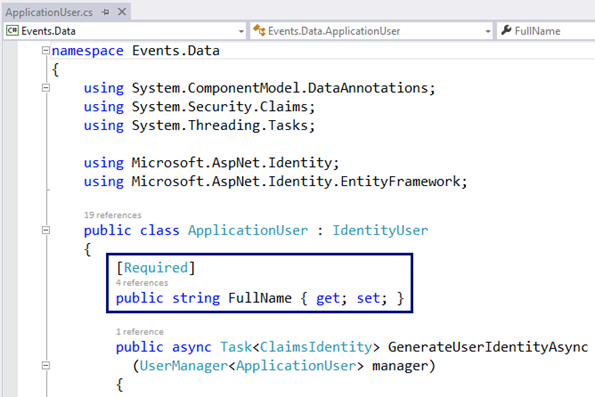 ApplicationUser.cs
C# Events.Data Events.Data.ApplicationUser FullName
namespace Events.Data
{
using System.ComponentModel.DataAnnotations;
using System.Security.Claims;
using System.Threading.Tasks;
using Microsoft.AspNet.Identity;
using Microsoft.AspNet.Identity.EntityFramework;
19 references
public class ApplicationUser : IdentityUser
{
[Required]
4 references
public string FullName { get; set; }
1 reference
public async Task<ClaimsIdentity> GenerateUserIdentityAsync
(UserManager<ApplicationUser> manager)
{